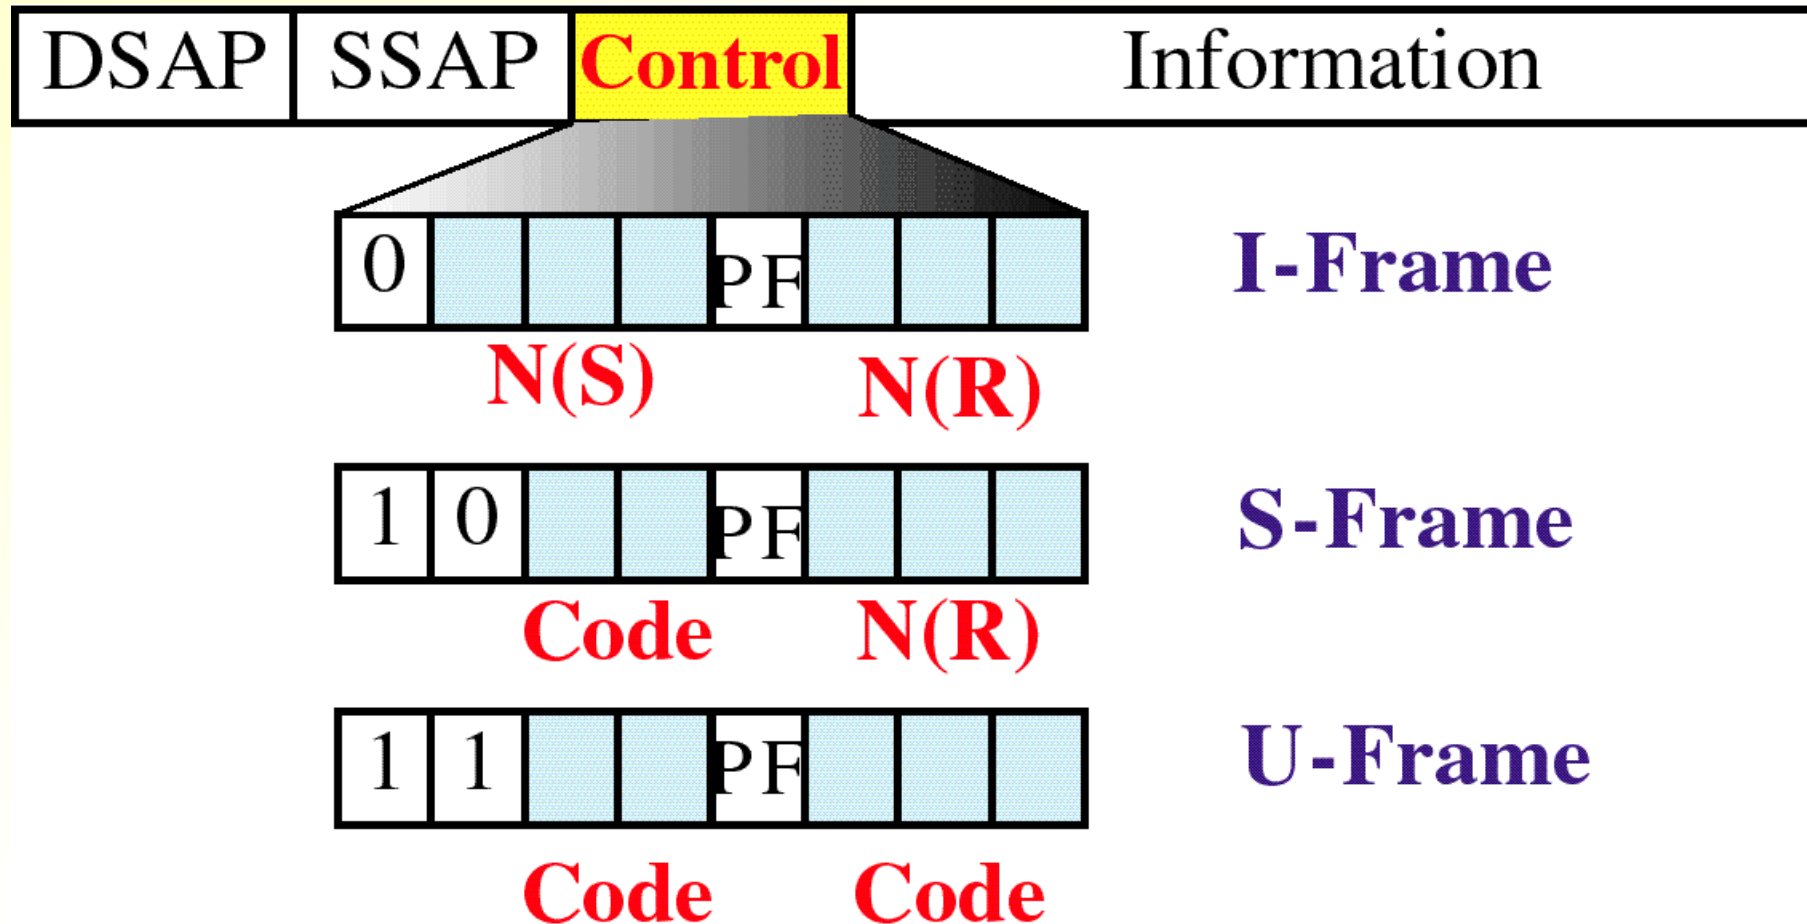 DSAP SSAP Control Information
0 PF I-Frame
N(S) N(R)
1 0 PF S-Frame
Code N(R)
1 1 PF U-Frame
Code Code